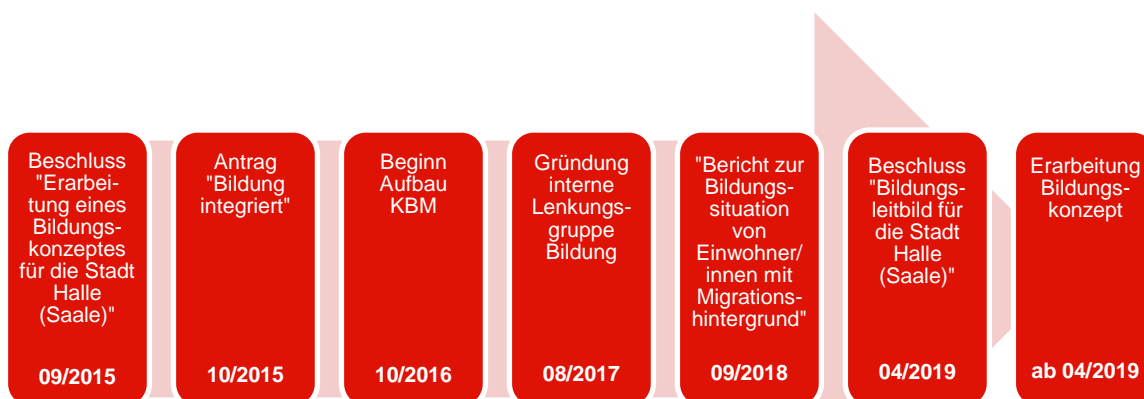 Beschluss
"Erarbei-
tung eines
Bildungs-
konzeptes
für die Stadt
Halle
(Saale)"
09/2015
Antrag
"Bildung
integriert"
10/2015
Beginn
Aufbau
KBM
10/2016
Gründung
interne
Lenkungs-
gruppe
Bildung
08/2017
"Bericht zur
Bildungs-
situation
von
Einwohner/
innen mit
Migrations-
hintergrund"
09/2018
Beschluss
"Bildungs-
leitbild für
die Stadt
Halle
(Saale)"
04/2019
Erarbeitung
Bildungs-
konzept
ab 04/2019